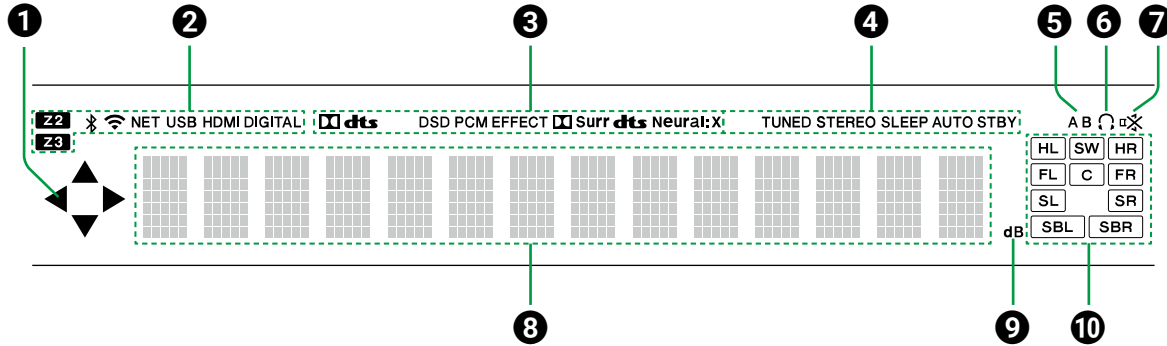 1 2 3 4 5 6 7
Z2 NET USB HDMI DIGITAL dts DSD PCM EFFECT Surr dts Neural:X TUNED STEREO SLEEP AUTO STBY A B
Z3
HL SW HR
FL C FR
SL SR
dB SBL SBR
8 9 10